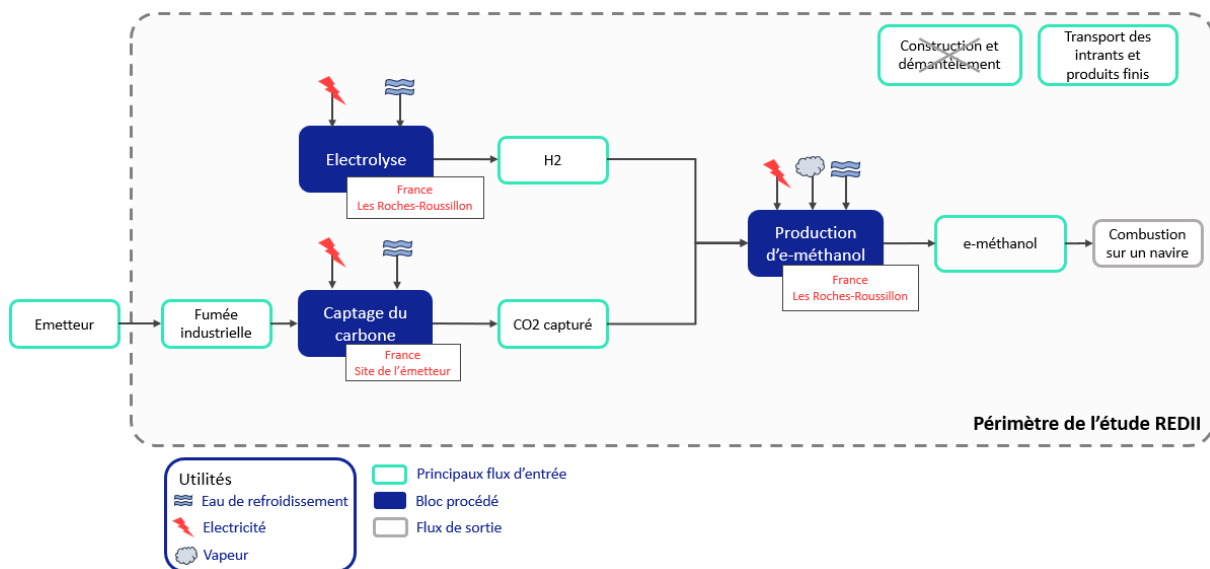 Construction et
démantèlement
Transport des
intrants et
produits finis
Electrolyse
France
Les Roches-Roussillon
H2
Production
d'e-méthanol
France
Les Roches-Roussillon
e-méthanol
Combustion
sur un navire
Emetteur
Fumée
industrielle
Captage du
carbone
France
Site de l'émetteur
CO2 capturé
Périmètre de l'étude REDII
Utilités
Eau de refroidissement
Electricité
Vapeur
Principaux flux d'entrée
Bloc procédé
Flux de sortie